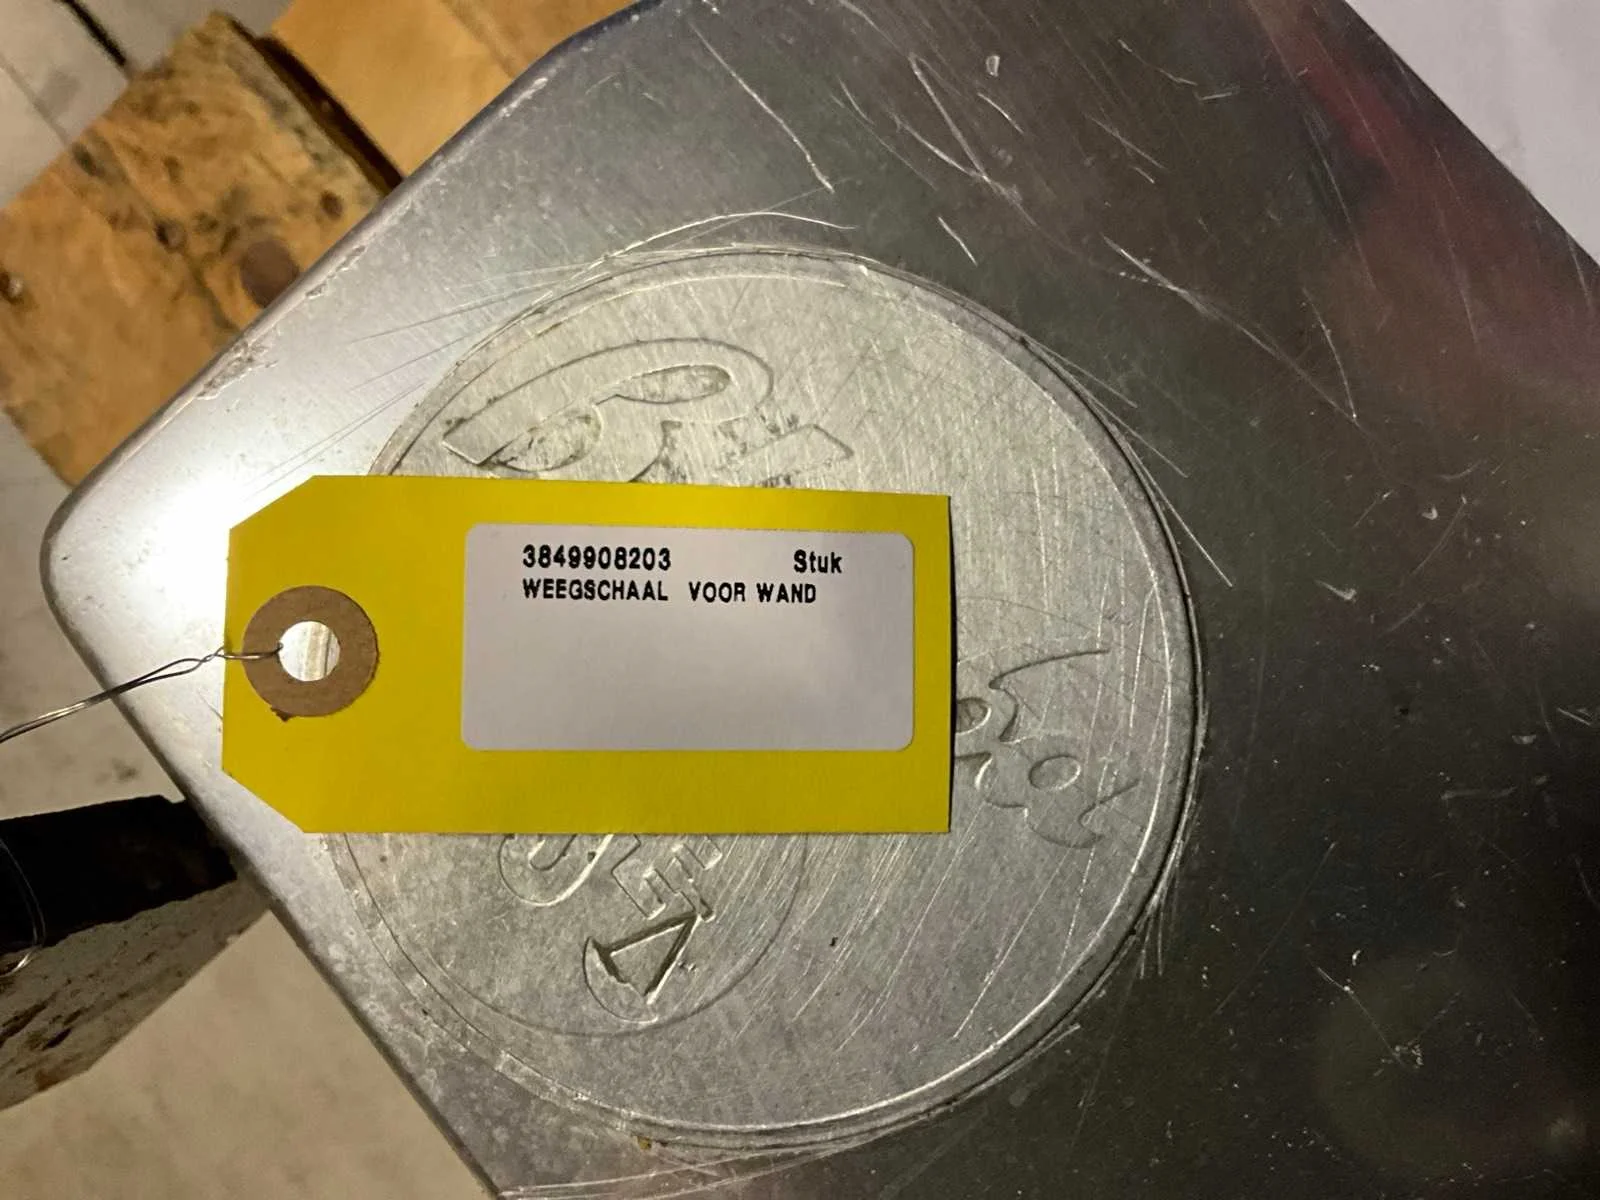 3849908203 Stuk
WEEGSCHAAL VOOR WAND